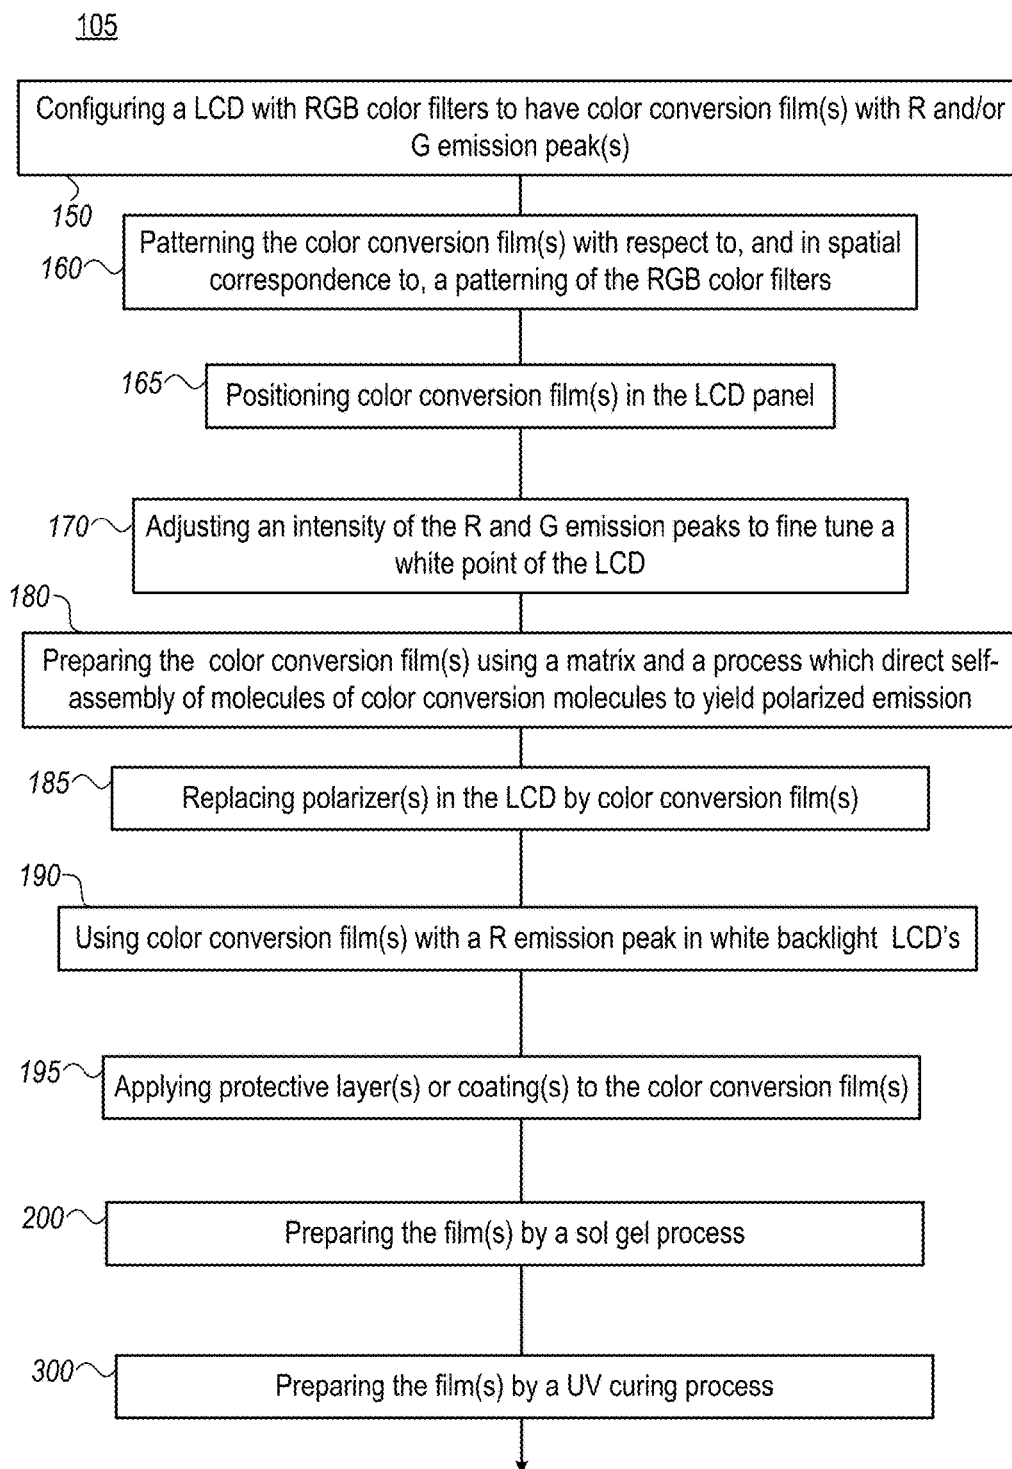 105
Configuring a LCD with RGB color filters to have color conversion film(s) with R and/or
G emission peak(s)
150
Patterning the color conversion film(s) with respect to, and in spatial
correspondence to, a patterning of the RGB color filters
160
165
Positioning color conversion film(s) in the LCD panel
170
Adjusting an intensity of the R and G emission peaks to fine tune a
white point of the LCD
180
Preparing the color conversion film(s) using a matrix and a process which direct self-
assembly of molecules of color conversion molecules to yield polarized emission
185
Replacing polarizer(s) in the LCD by color conversion film(s)
190
Using color conversion film(s) with a R emission peak in white backlight LCD's
195
Applying protective layer(s) or coating(s) to the color conversion film(s)
200
Preparing the film(s) by a sol gel process
300
Preparing the film(s) by a UV curing process